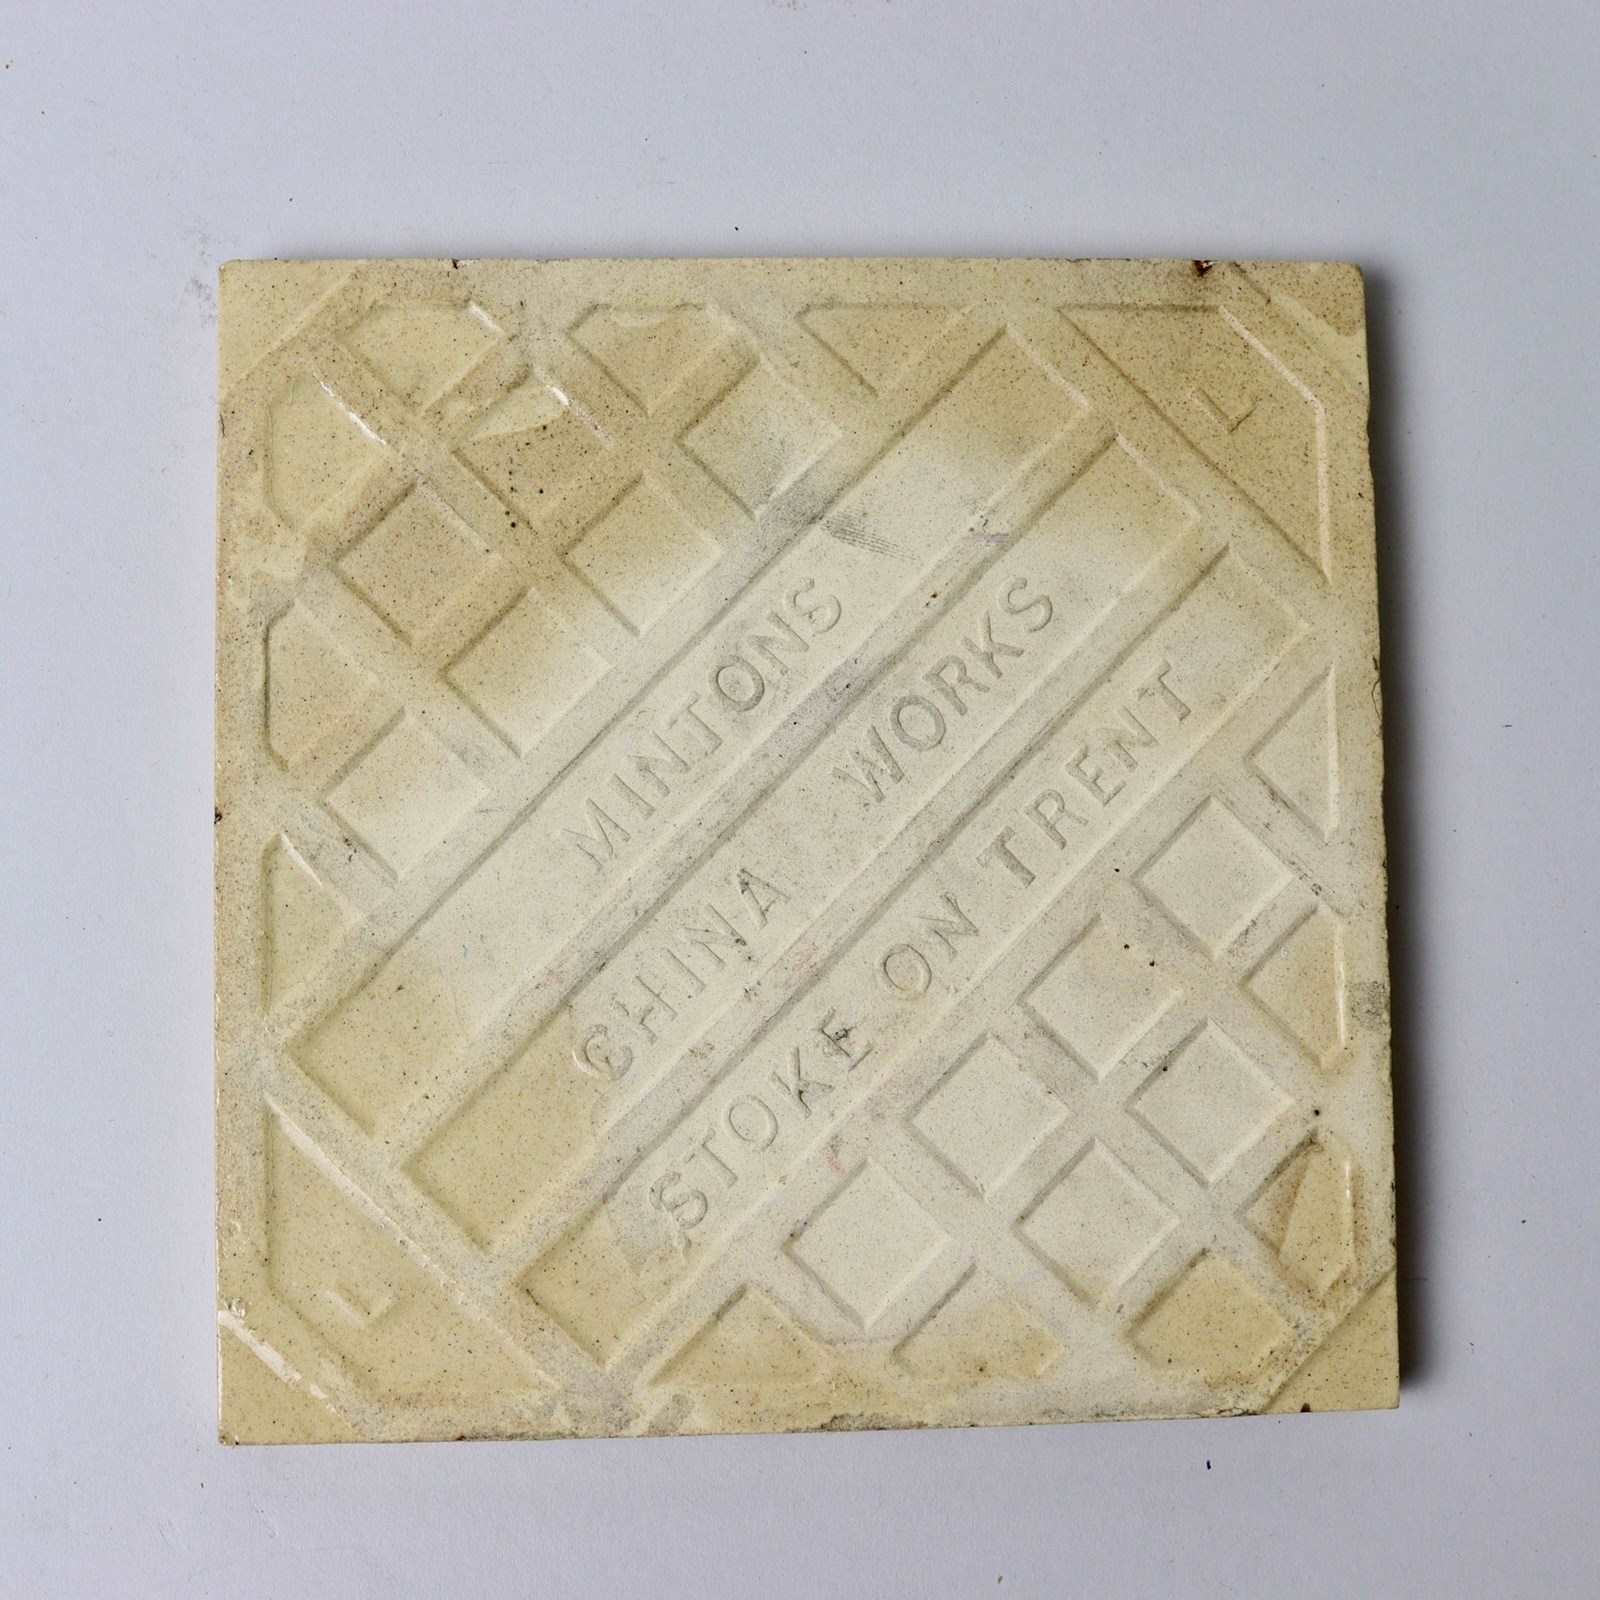 L
MINTONS
CHINA WORKS
STOKE ON TRENT
L